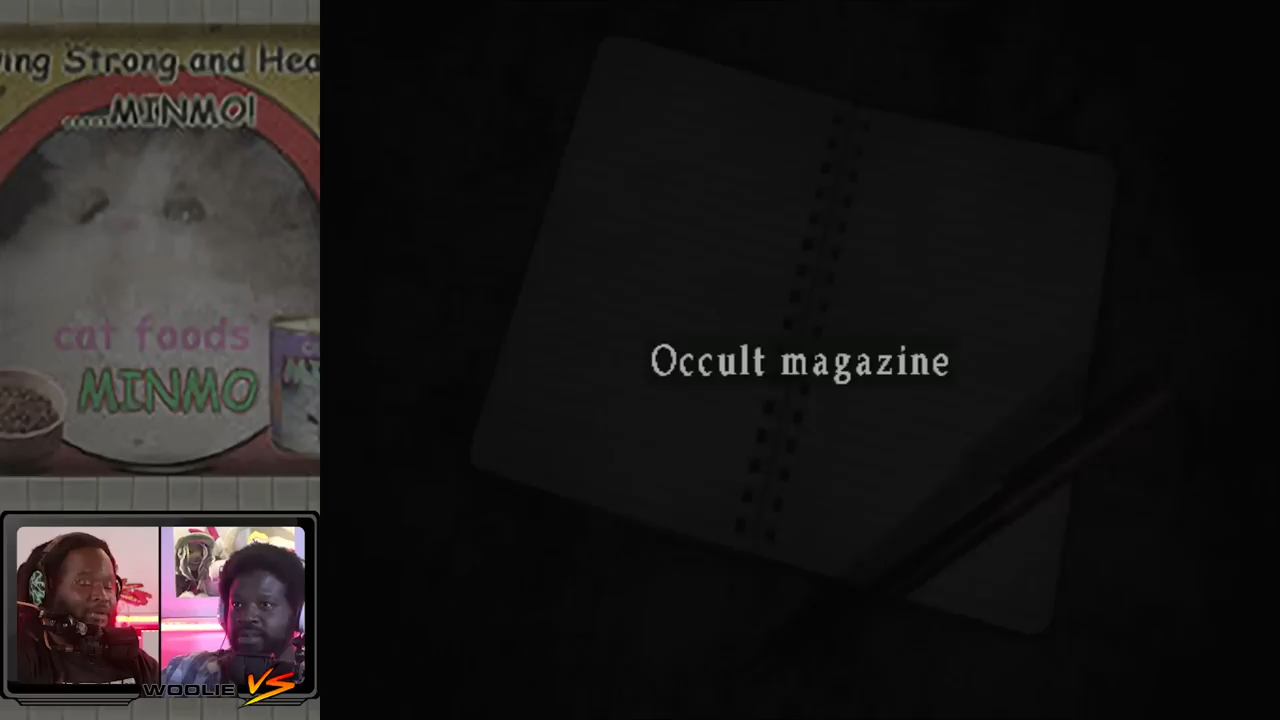 ing Strong and Hea
.....MINMO!
cat foods
MINMO
Occult magazine
WOOLIE VS